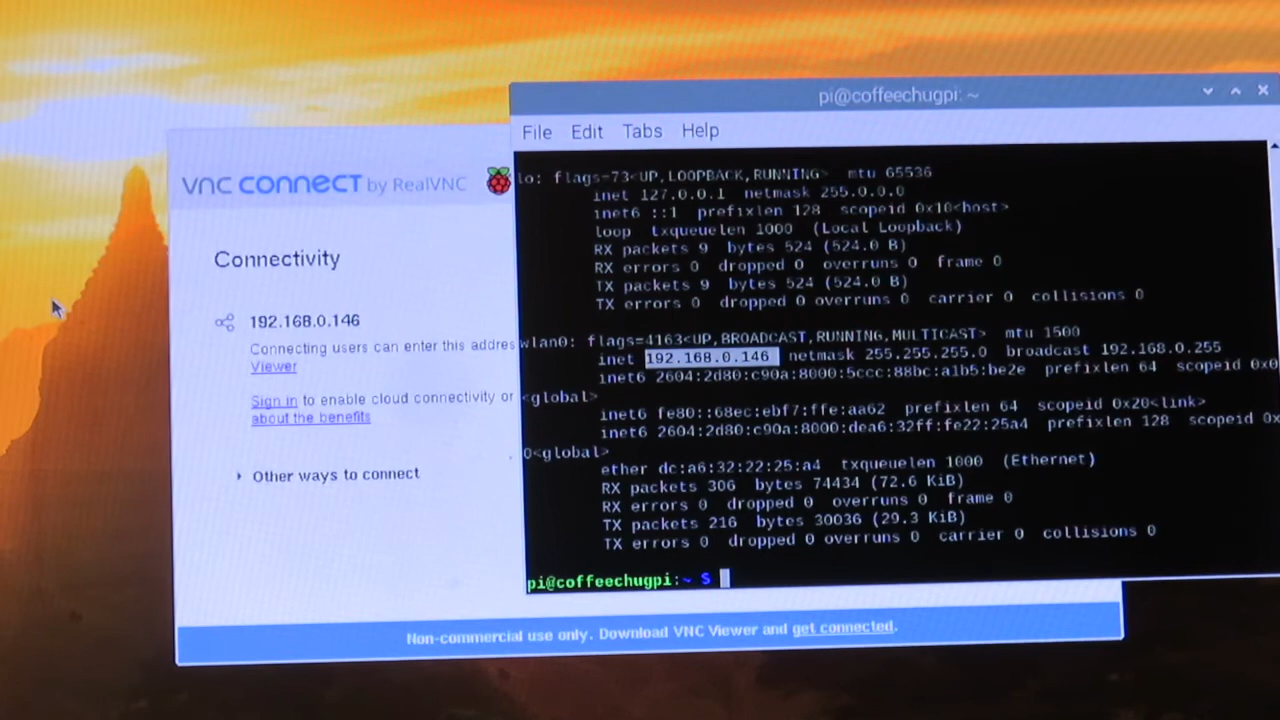 pi@coffeechugpi: ~
File Edit Tabs Help
vnc connect by RealVNC
Connectivity
192.168.0.146
Connecting users can enter this addres
Viewer
Sign in to enable cloud connectivity or
about the benefits
Other ways to connect
Non-commercial use only. Download VNC Viewer and get connected.
lo: flags=73<UP,LOOPBACK,RUNNING> mtu 65536
inet 127.0.0.1 netmask 255.0.0.0
inet6 ::1 prefixlen 128 scopeid 0x10<host>
loop txqueuelen 1000 (Local Loopback)
RX packets 9 bytes 524 (524.0 B)
RX errors 0 dropped 0 overruns 0 frame 0
TX packets 9 bytes 524 (524.0 B)
TX errors 0 dropped 0 overruns 0 carrier 0 collisions 0
wlan0: flags=4163<UP,BROADCAST,RUNNING,MULTICAST> mtu 1500
inet 192.168.0.146 netmask 255.255.255.0 broadcast 192.168.0.255
inet6 2604:2d80:c90a:8000:5ccc:88bc:a1b5:be2e prefixlen 64 scopeid 0x0
<global>
inet6 fe80::68ec:ebf7:ffe:aa62 prefixlen 64 scopeid 0x20<link>
inet6 2604:2d80:c90a:8000:dea6:32ff:fe22:25a4 prefixlen 128 scopeid 0x
0<global>
ether dc:a6:32:22:25:a4 txqueuelen 1000 (Ethernet)
RX packets 306 bytes 74434 (72.6 KiB)
RX errors 0 dropped 0 overruns 0 frame 0
TX packets 216 bytes 30036 (29.3 KiB)
TX errors 0 dropped 0 overruns 0 carrier 0 collisions 0
pi@coffeechugpi:~ $